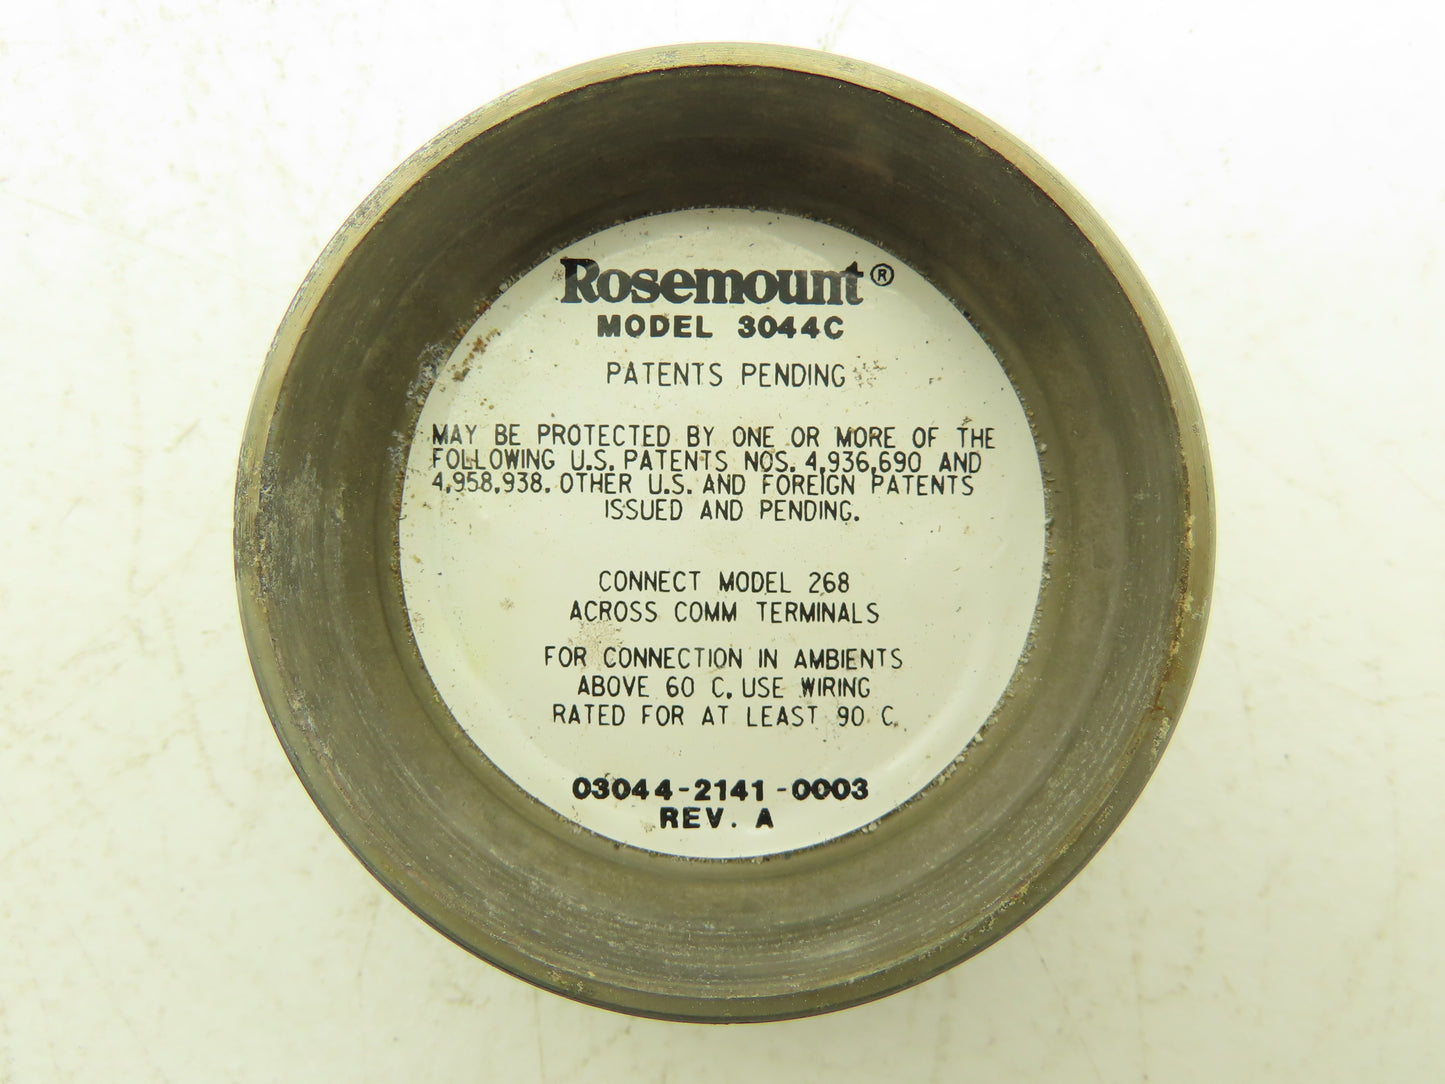 Rosemount®
MODEL 3044C
PATENTS PENDING
MAY BE PROTECTED BY ONE OR MORE OF THE
FOLLOWING U.S. PATENTS NOS. 4,936,690 AND
4,958,938. OTHER U.S. AND FOREIGN PATENTS
ISSUED AND PENDING.
CONNECT MODEL 268
ACROSS COMM TERMINALS
FOR CONNECTION IN AMBIENTS
ABOVE 60 C, USE WIRING
RATED FOR AT LEAST 90 C.
03044-2141-0003
REV. A